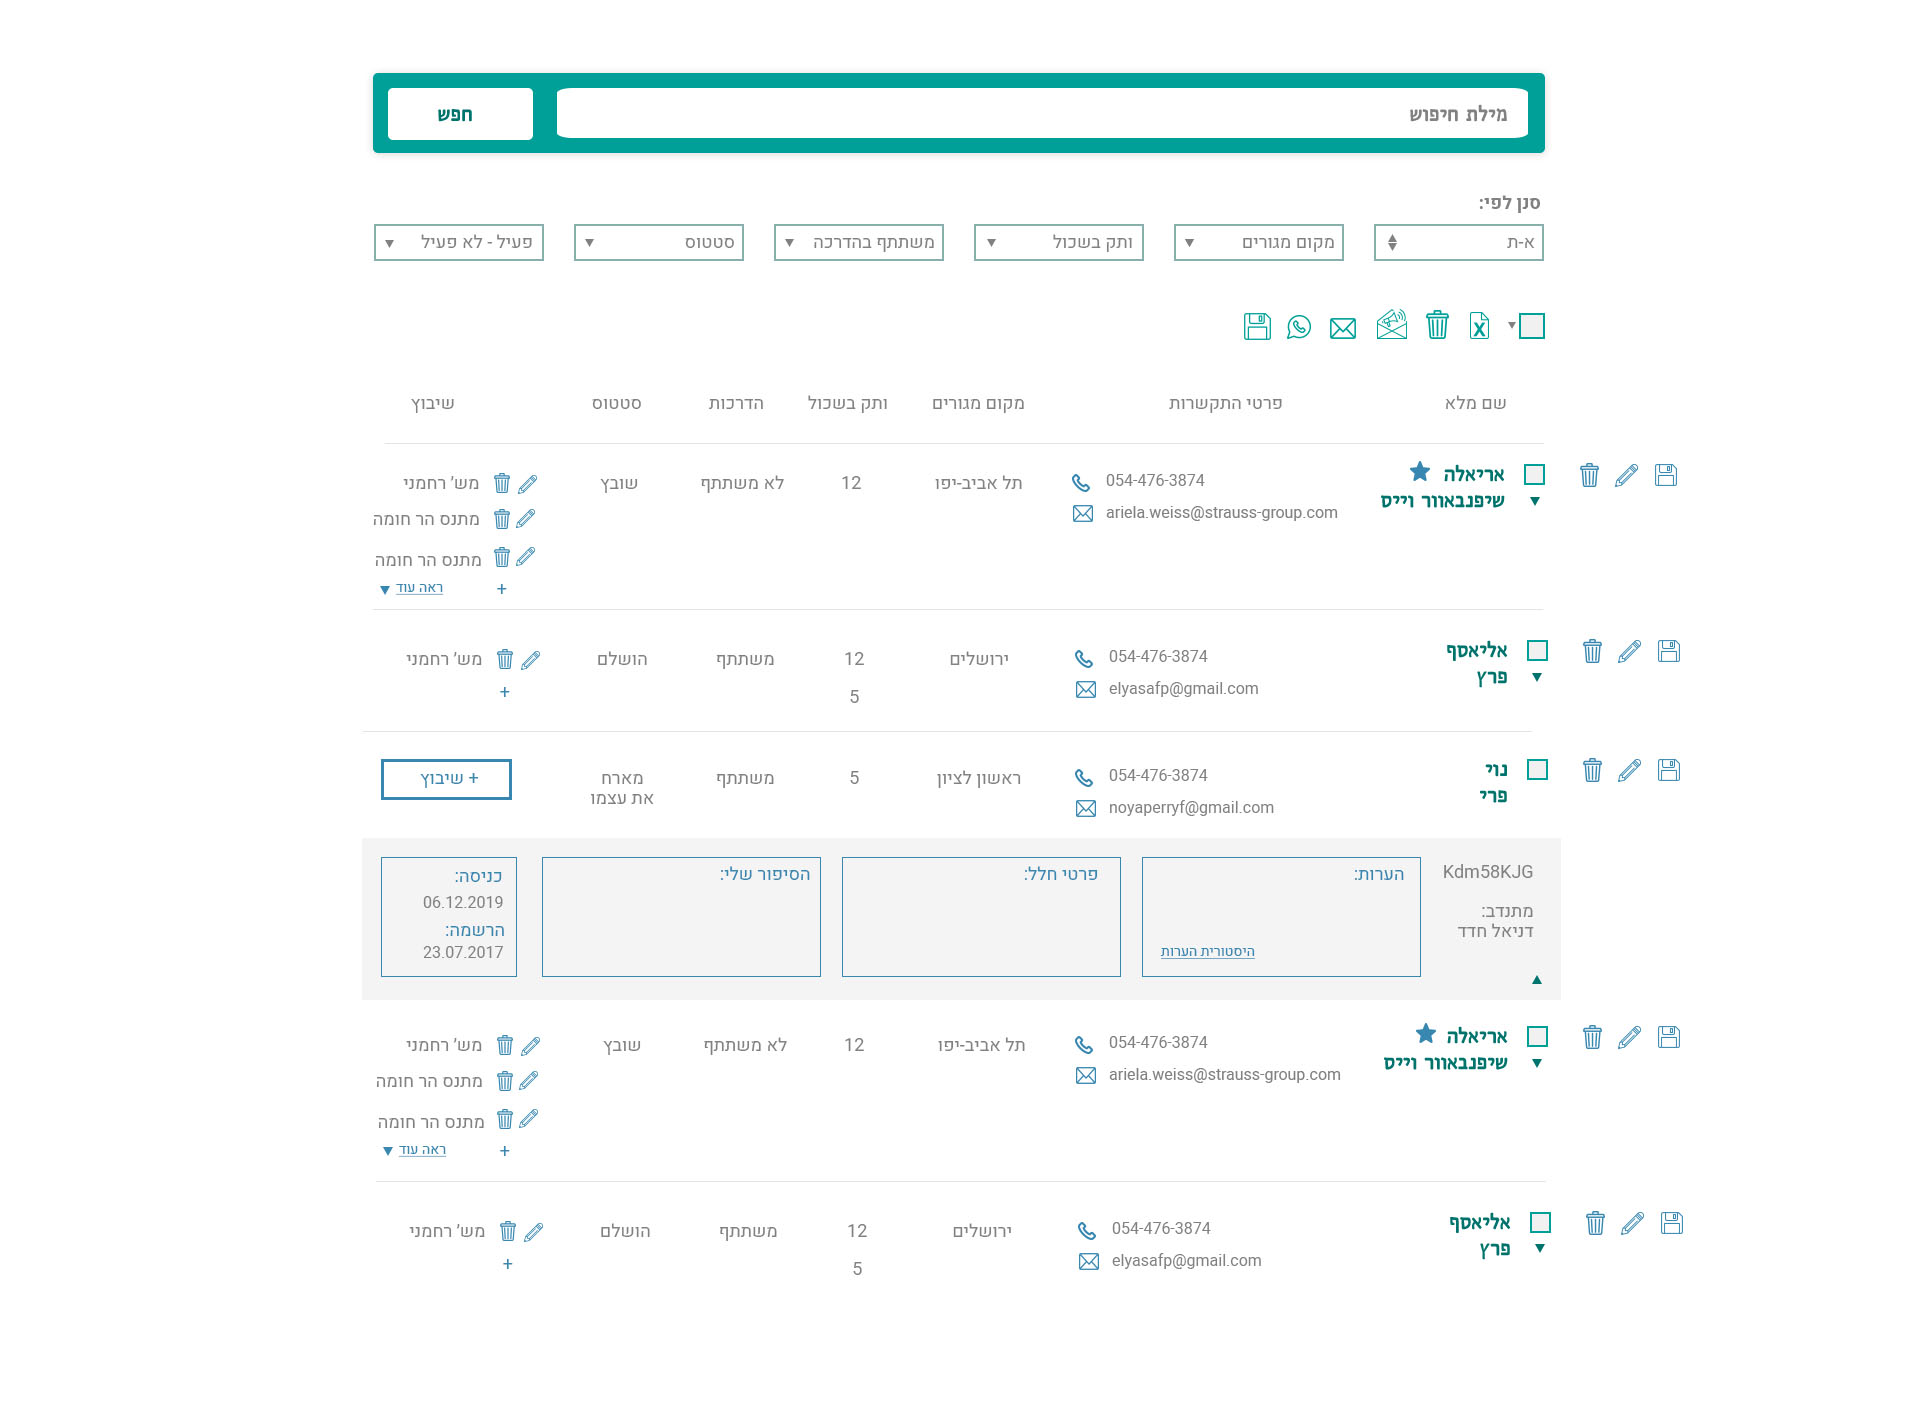 מילת חיפוש
חפש
סנן לפי:
א-ת
מקום מגורים
ותק בשכול
משתתף בהדרכה
סטטוס
פעיל - לא פעיל
שם מלא
פרטי התקשרות
מקום מגורים
ותק בשכול
הדרכות
סטטוס
שיבוץ
אריאלה
שיפנבאוור וייס
054-476-3874
ariela.weiss@strauss-group.com
תל אביב-יפו
12
לא משתתף
שובץ
מש' רחמני
מתנס הר חומה
מתנס הר חומה
+
ראה עוד
אליאסף
פרץ
054-476-3874
elyasafp@gmail.com
ירושלים
12
5
משתתף
הושלם
מש' רחמני
+
נוי
פרי
054-476-3874
noyaperryf@gmail.com
ראשון לציון
5
משתתף
מארח
את עצמו
+ שיבוץ
Kdm58KJG
מתנדב:
דניאל חדד
הערות:
היסטורית הערות
פרטי חלל:
הסיפור שלי:
כניסה:
06.12.2019
הרשמה:
23.07.2017
אריאלה
שיפנבאוור וייס
054-476-3874
ariela.weiss@strauss-group.com
תל אביב-יפו
12
לא משתתף
שובץ
מש' רחמני
מתנס הר חומה
מתנס הר חומה
+
ראה עוד
אליאסף
פרץ
054-476-3874
elyasafp@gmail.com
ירושלים
12
5
משתתף
הושלם
מש' רחמני
+